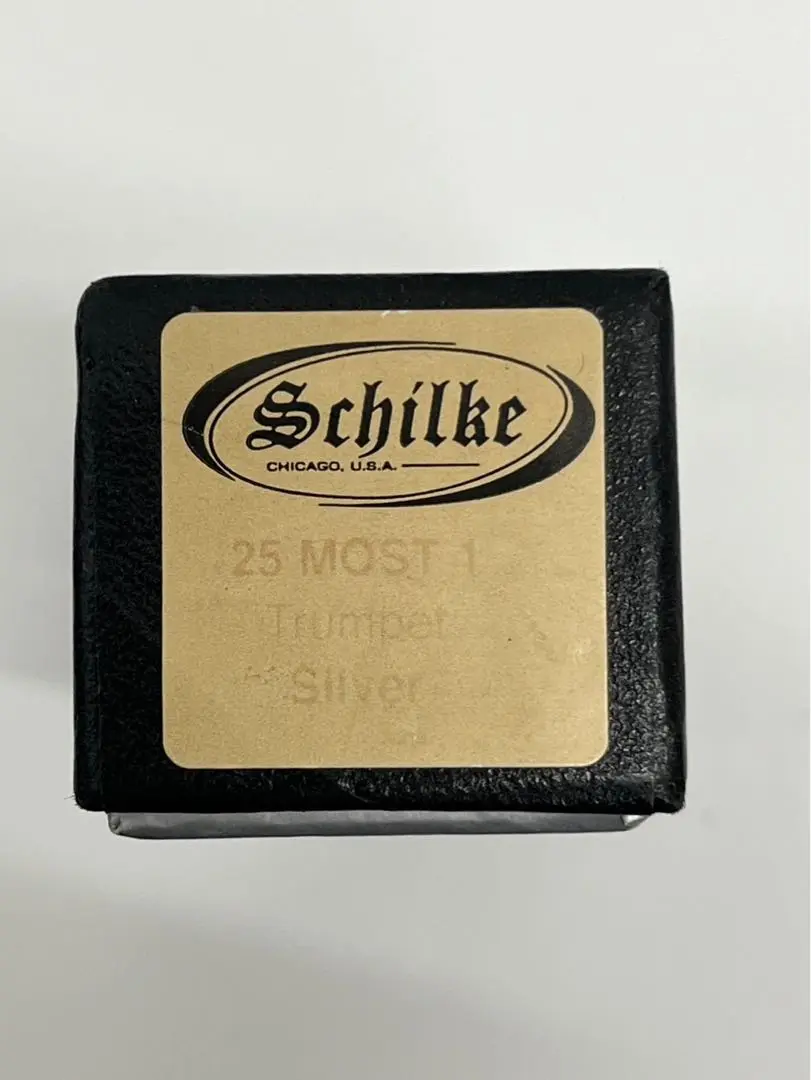 Schilke
CHICAGO, U.S.A.
25 MOST 1
Trumpet
Silver